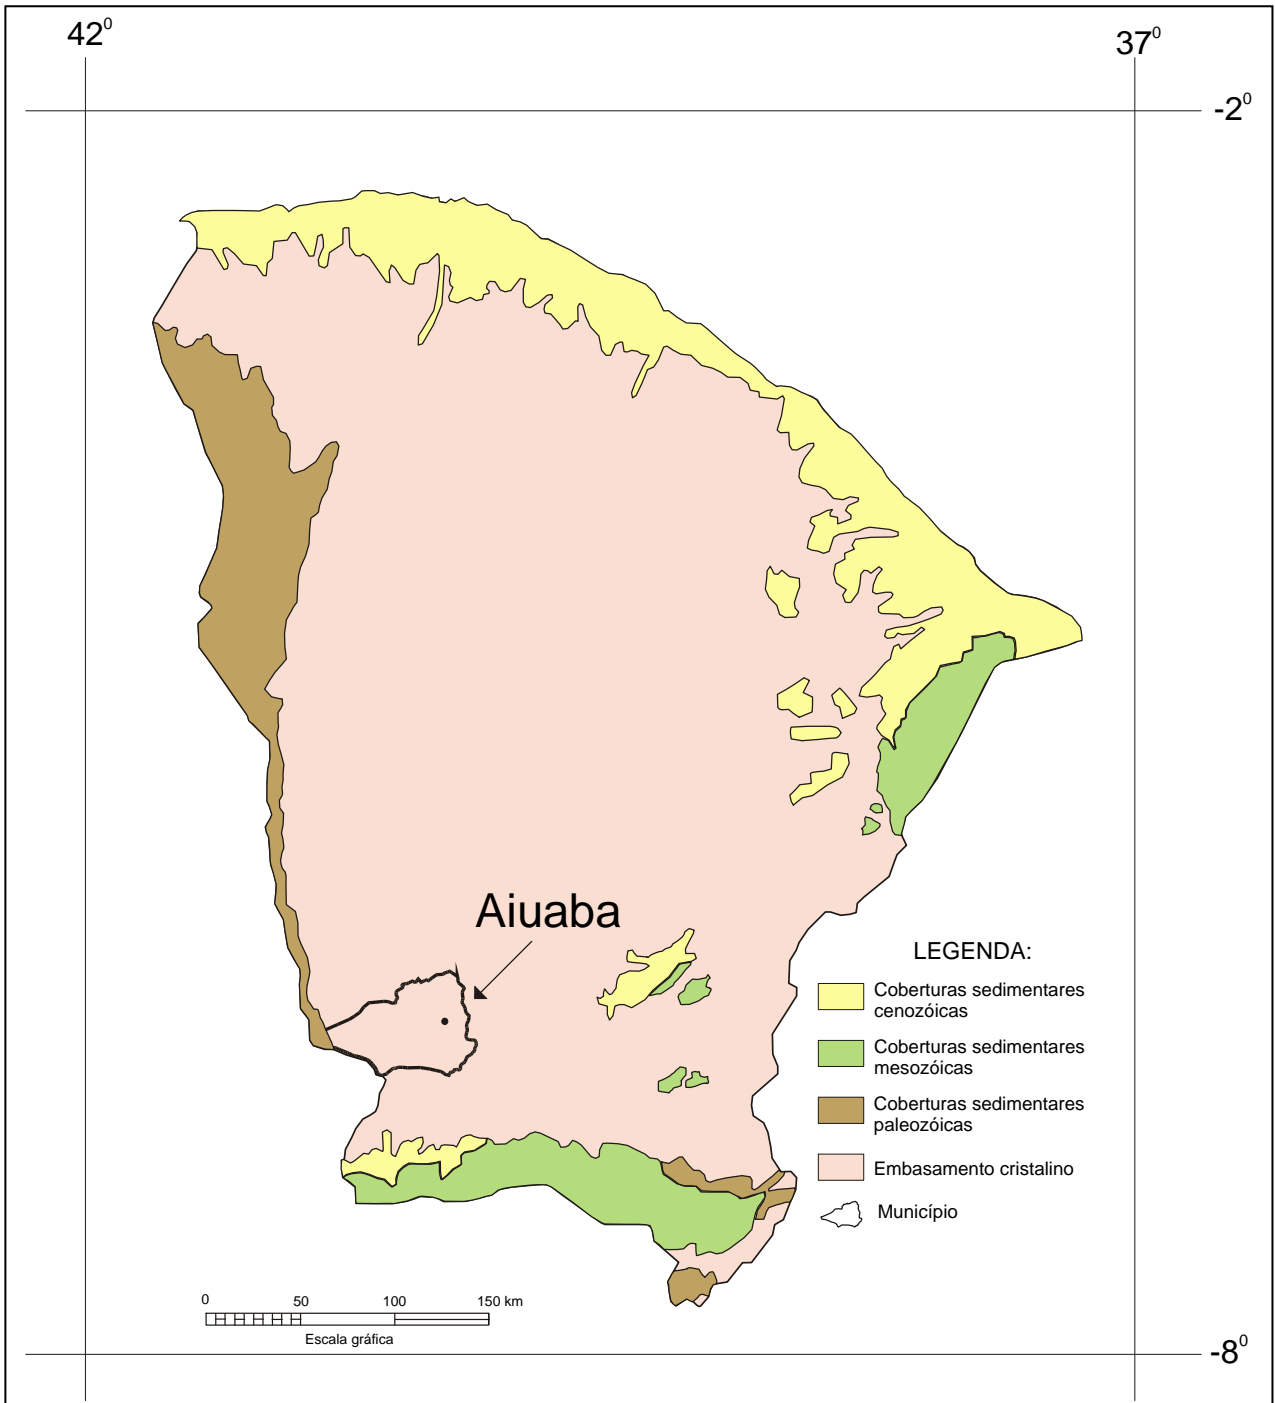 42⁰
37⁰
-2⁰
Aiuaba
LEGENDA:
Coberturas sedimentares
cenozóicas
Coberturas sedimentares
mesozóicas
Coberturas sedimentares
paleozóicas
Embasamento cristalino
Município
0 50 100 150 km
Escala gráfica
-8⁰